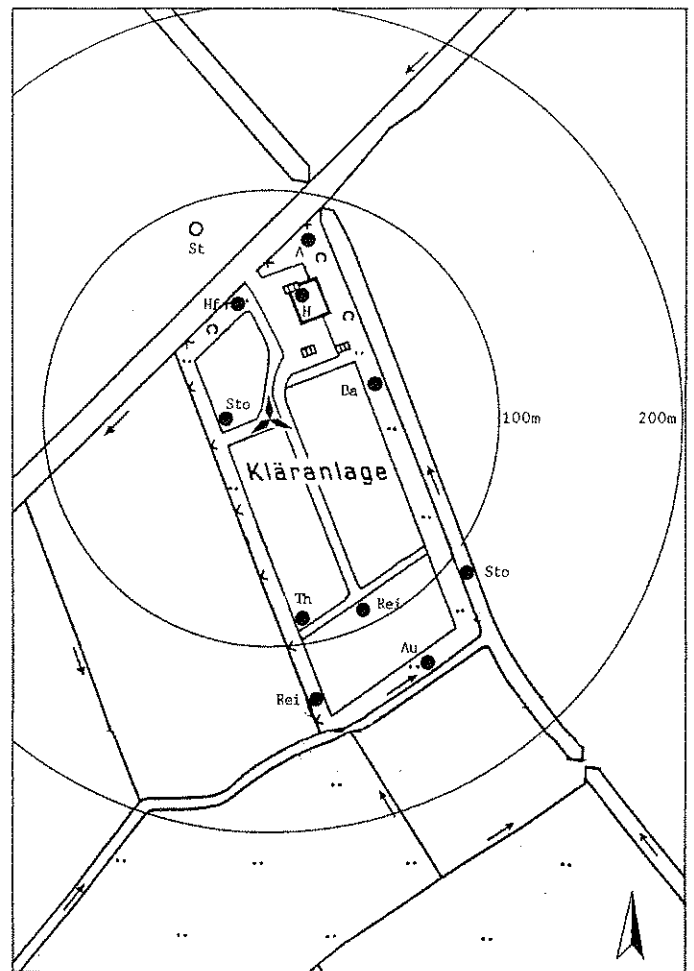 St
A
Hf
H
Sto
Ba
100m
200m
Kläranlage
Sto
Th
Rei
Au
Rei